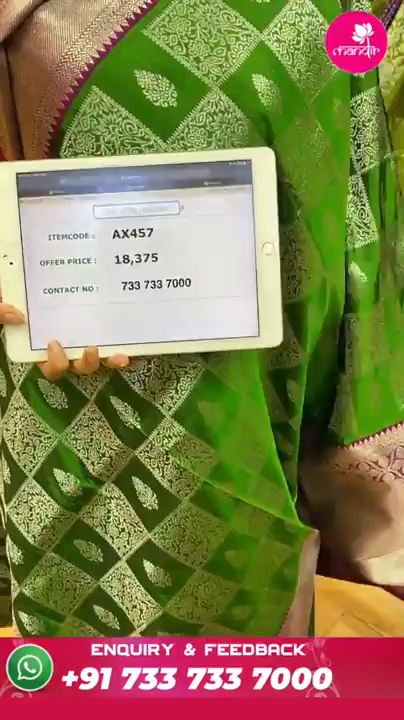 mandir
ITEMCODE : AX457
OFFER PRICE : 18,375
CONTACT NO : 733 733 7000
ENQUIRY & FEEDBACK
+91 733 733 7000